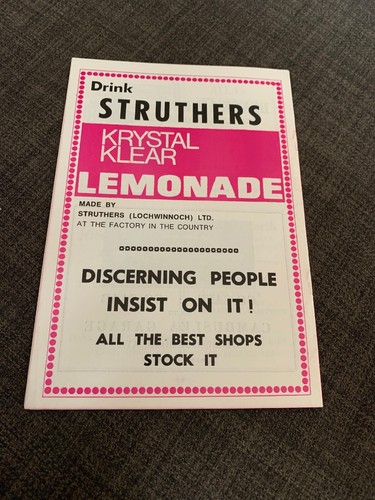 Drink
STRUTHERS
KRYSTAL
KLEAR
LEMONADE
MADE BY
STRUTHERS (LOCHWINNOCH) LTD.
AT THE FACTORY IN THE COUNTRY
DISCERNING PEOPLE
INSIST ON IT!
ALL THE BEST SHOPS
STOCK IT